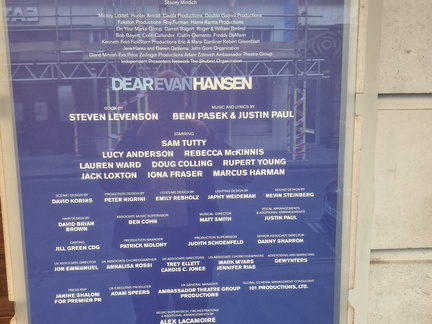 Stacey Mindich
Mickey Liddell Hunter Arnold Caiola Productions Double Gemini Productions
Fakston Productions Roy Furman Harris Karma Productions
On Your Marks Group Darren Bagert Roger & William Berlind
Bob Boyett Colin Callender Caitlin Clements Freddy DeMann
Productions Eric & Marsi Gardiner Robert Greenblatt
John Gore Organization
David Mirvish Eva Price Zeilinger Productions Adam Zotovich Ambassador Theatre Group
Independent Presenters Network The Shubert Organization
DEAR EVAN HANSEN
BOOK BY
STEVEN LEVENSON
MUSIC AND LYRICS BY
BENJ PASEK & JUSTIN PAUL
STARRING
SAM TUTTY
LUCY ANDERSON REBECCA McKINNIS
LAUREN WARD DOUG COLLING RUPERT YOUNG
JACK LOXTON IONA FRASER MARCUS HARMAN
SCENIC DESIGN BY
DAVID KORINS
PROJECTION DESIGN BY
PETER NIGRINI
COSTUME DESIGN BY
EMILY REBHOLZ
LIGHTING DESIGN BY
JAPHY WEIDEMAN
SOUND DESIGN BY
NEVIN STEINBERG
HAIR DESIGN BY
DAVID BRIAN BROWN
ASSOCIATE MUSIC SUPERVISOR
BEN COHN
MUSICAL DIRECTOR
MATT SMITH
VOCAL ARRANGEMENTS
& ADDITIONAL ARRANGEMENTS
JUSTIN PAUL
CASTING
JILL GREEN CDG
PRODUCTION MANAGER
PATRICK MOLONY
PRODUCTION SUPERVISOR
JUDITH SCHOENFELD
ASSOCIATE DIRECTOR
DANNY SHARRON
UK ASSOCIATE DIRECTOR
JON EMMANUEL
UK ASSOCIATE CHOREOGRAPHER
ANNALISA ROSSI
UK ASSOCIATE
TREY ELLETT
CANDIS C. JONES
ASSOCIATE CHOREOGRAPHERS
MARK MYARS
JENNIFER RIAS
ADVERTISING AND MARKETING
DEWYNTERS
PRESS REP
JANINE SHALOM
FOR PREMIER PR
UK EXECUTIVE PRODUCER
ADAM SPEERS
UK GENERAL MANAGER
AMBASSADOR THEATRE GROUP
PRODUCTIONS
GLOBAL GENERAL MANAGEMENT CONSULTANT
101 PRODUCTIONS, LTD.
MUSIC SUPERVISION, ORCHESTRATIONS
& ADDITIONAL ARRANGEMENTS BY
ALEX LACAMOIRE